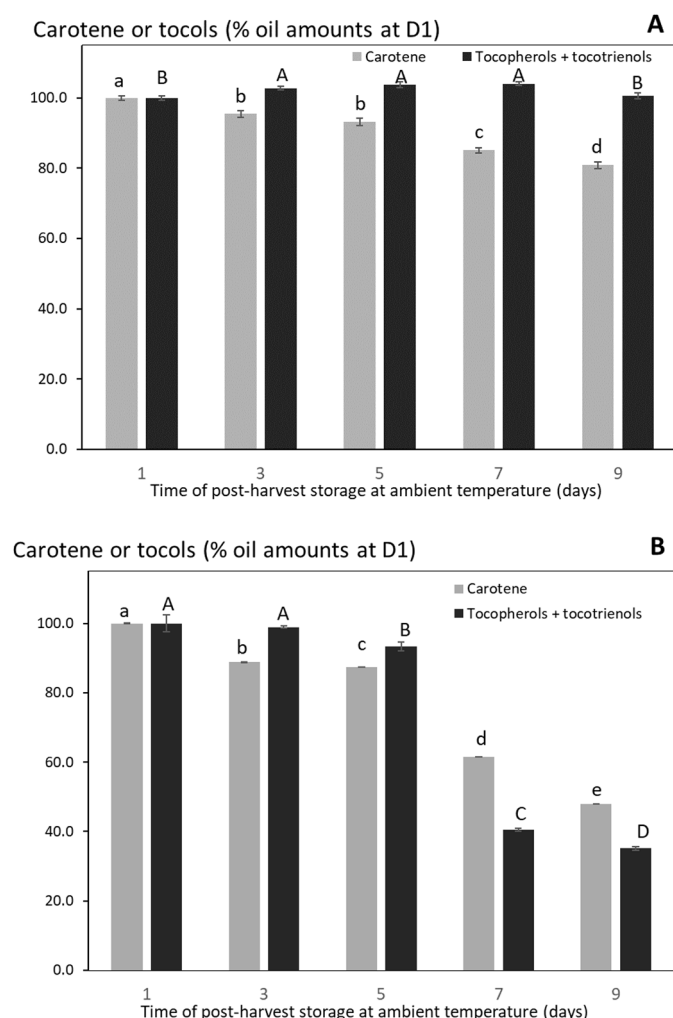 Carotene or tocols (% oil amounts at D1) A
Carotene Tocopherols + tocotrienols
a B b A b A c A d B
100.0
80.0
60.0
40.0
20.0
0.0
1 3 5 7 9
Time of post-harvest storage at ambient temperature (days)
Carotene or tocols (% oil amounts at D1) B
Carotene
Tocopherols + tocotrienols
a A b A c B d C e D
100.0
80.0
60.0
40.0
20.0
0.0
1 3 5 7 9
Time of post-harvest storage at ambient temperature (days)